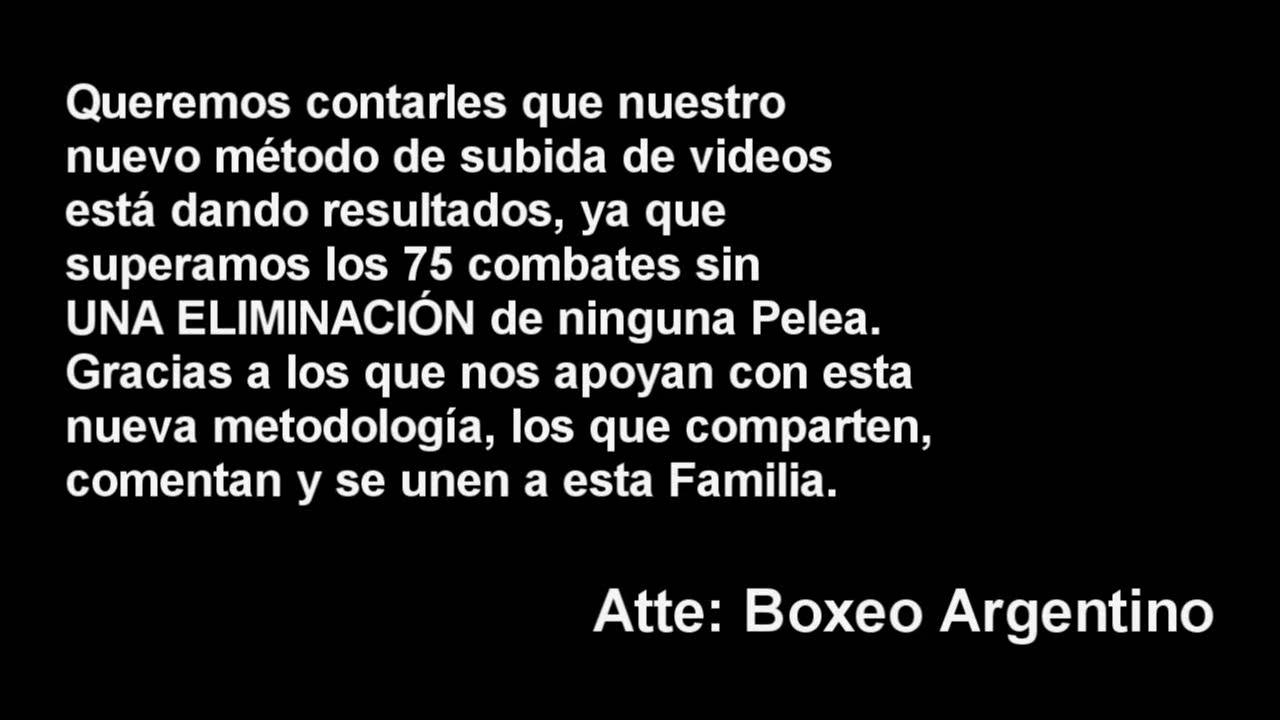 Queremos contarles que nuestro
nuevo método de subida de videos
está dando resultados, ya que
superamos los 75 combates sin
UNA ELIMINACIÓN de ninguna Pelea.
Gracias a los que nos apoyan con esta
nueva metodología, los que comparten,
comentan y se unen a esta Familia.
Atte: Boxeo Argentino